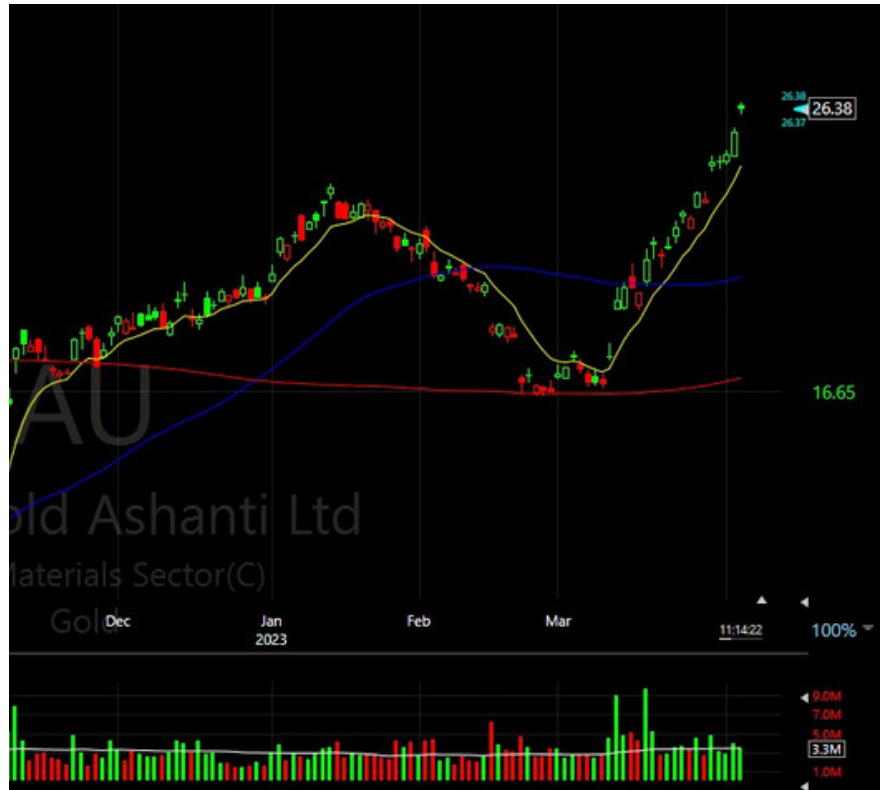 26.38
26.38
26.37
16.65
AU
old Ashanti Ltd
Materials Sector(C)
Gold
Dec
Jan
Feb
Mar
2023
11:14:22
100%
9.0M
7.0M
5.0M
3.3M
1.0M